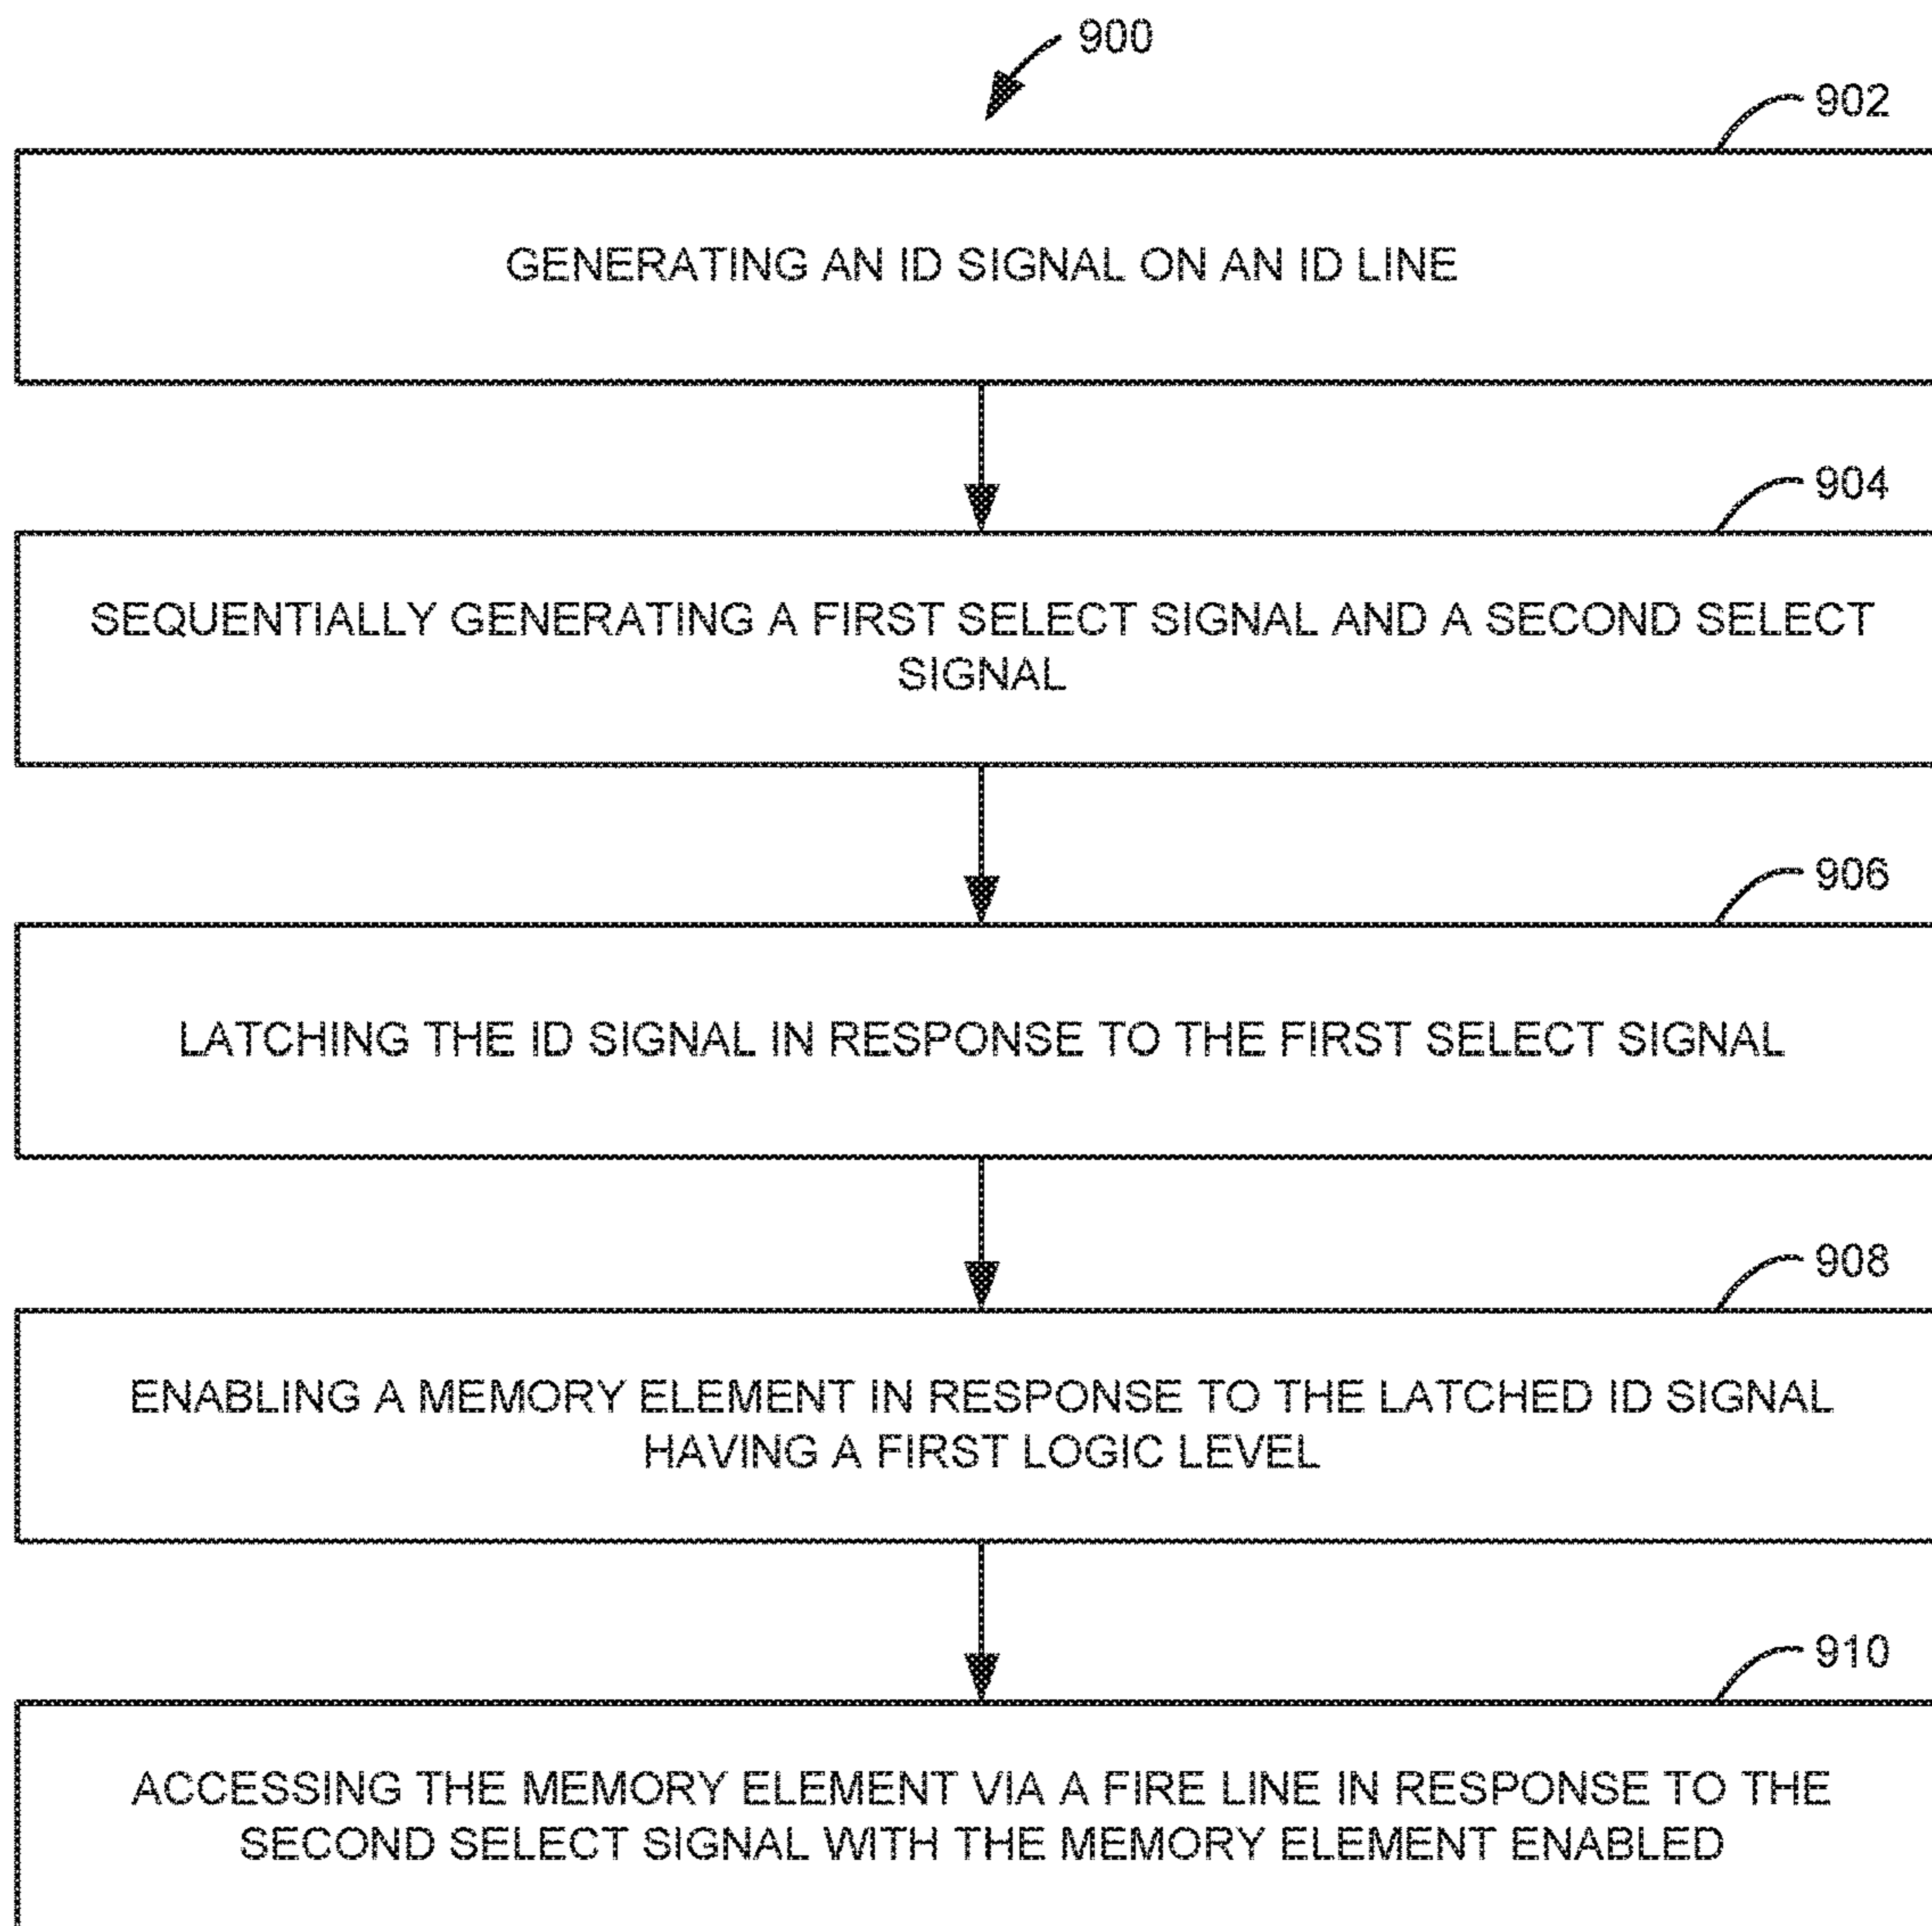 900
902
GENERATING AN ID SIGNAL ON AN ID LINE
904
SEQUENTIALLY GENERATING A FIRST SELECT SIGNAL AND A SECOND SELECT
SIGNAL
906
LATCHING THE ID SIGNAL IN RESPONSE TO THE FIRST SELECT SIGNAL
908
ENABLING A MEMORY ELEMENT IN RESPONSE TO THE LATCHED ID SIGNAL
HAVING A FIRST LOGIC LEVEL
910
ACCESSING THE MEMORY ELEMENT VIA A FIRE LINE IN RESPONSE TO THE
SECOND SELECT SIGNAL WITH THE MEMORY ELEMENT ENABLED